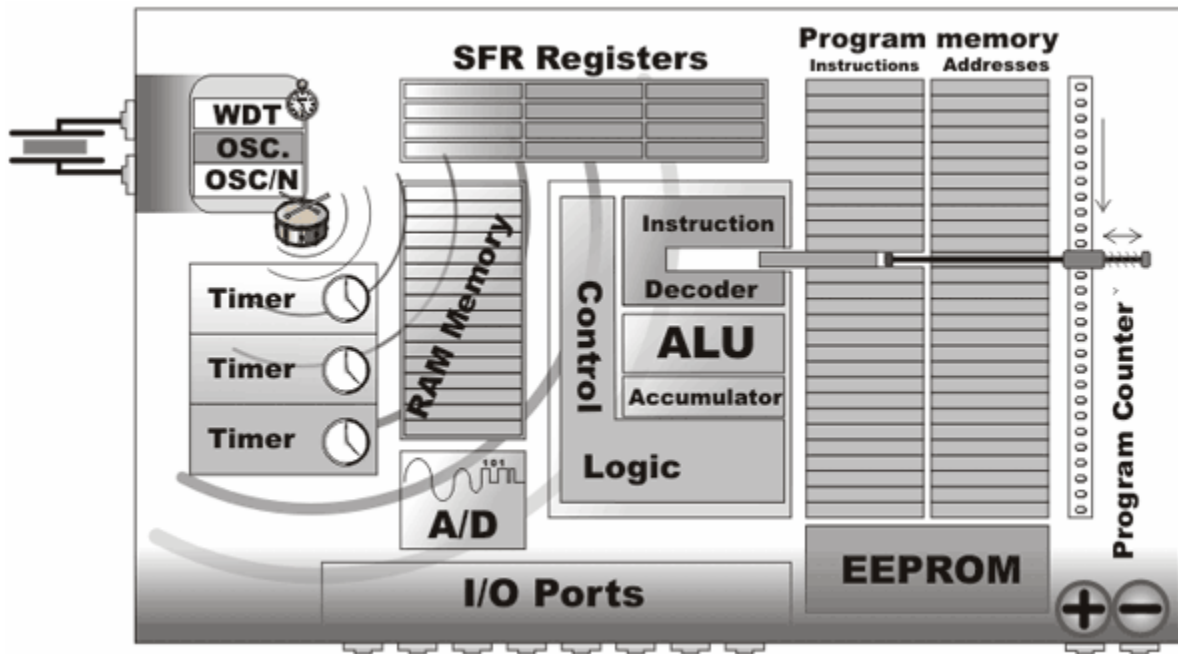 SFR Registers
Program memory
Instructions Addresses
WDT
OSC.
OSC/N
Timer
Timer
Timer
RAM Memory
A/D
101
Control
Logic
Instruction
Decoder
ALU
Accumulator
EEPROM
I/O Ports
Program Counter
+ −